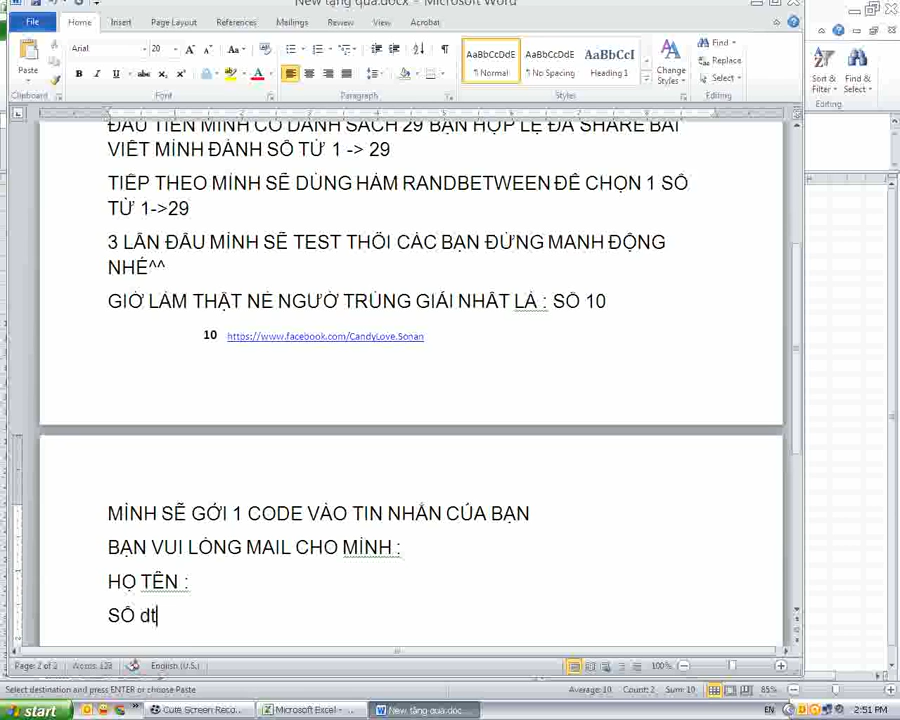 New tặng quà.docx - Microsoft Word
File Home Insert Page Layout References Mailings Review View Acrobat
Paste
Clipboard
Arial 20
Font
Paragraph
AaBbCcDdE AaBbCcDdE AaBbCcI
¶ Normal ¶ No Spacing Heading 1
Change Styles
Styles
Find
Replace
Select
Editing
Sort & Filter Find & Select
Editing
ĐẦU TIÊN MÌNH CÓ DANH SÁCH 29 BẠN HỢP LỆ ĐÃ SHARE BÀI
VIẾT MÌNH ĐÁNH SỐ TỪ 1 -> 29
TIẾP THEO MÌNH SẼ DÙNG HÀM RANDBETWEEN ĐỂ CHỌN 1 SỐ
TỪ 1->29
3 LẦN ĐẦU MÌNH SẼ TEST THÔI CÁC BẠN ĐỪNG MANH ĐỘNG
NHÉ^^
GIỜ LÀM THẬT NÈ NGƯỜ TRÚNG GIẢI NHẤT LÀ : SỐ 10
10 https://www.facebook.com/CandyLove.Sonan
MÌNH SẼ GỞI 1 CODE VÀO TIN NHẮN CỦA BẠN
BẠN VUI LÒNG MAIL CHO MÌNH :
HỌ TÊN :
SỐ dt
Page: 2 of 2 Words: 128 English (U.S.) 100%
Select destination and press ENTER or choose Paste Average: 10 Count: 2 Sum: 10 85%
start Cute Screen Reco... Microsoft Excel - ... New tặng qua.doc... EN 2:51 PM